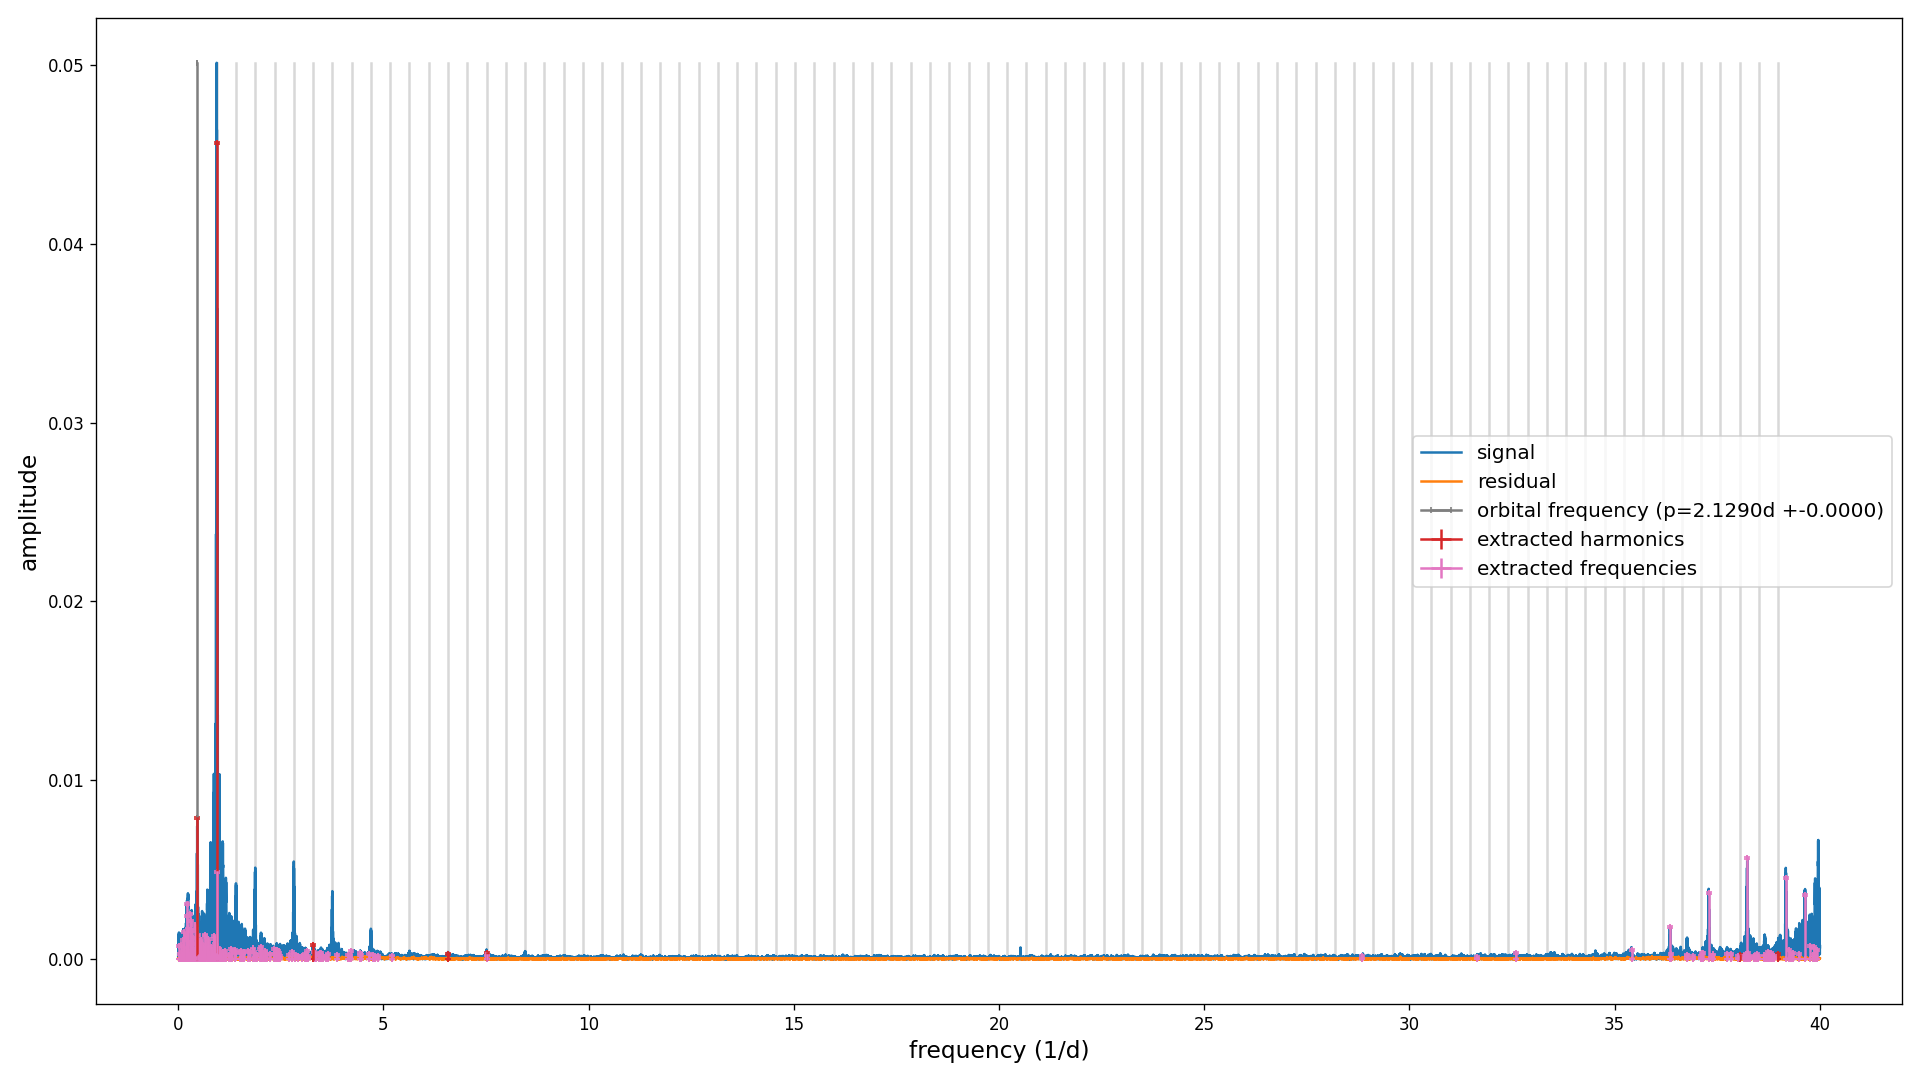 0.05
0.04
0.03
0.02
0.01
0.00
amplitude
signal
residual
orbital frequency (p=2.1290d +-0.0000)
extracted harmonics
extracted frequencies
0 5 10 15 20 25 30 35 40
frequency (1/d)